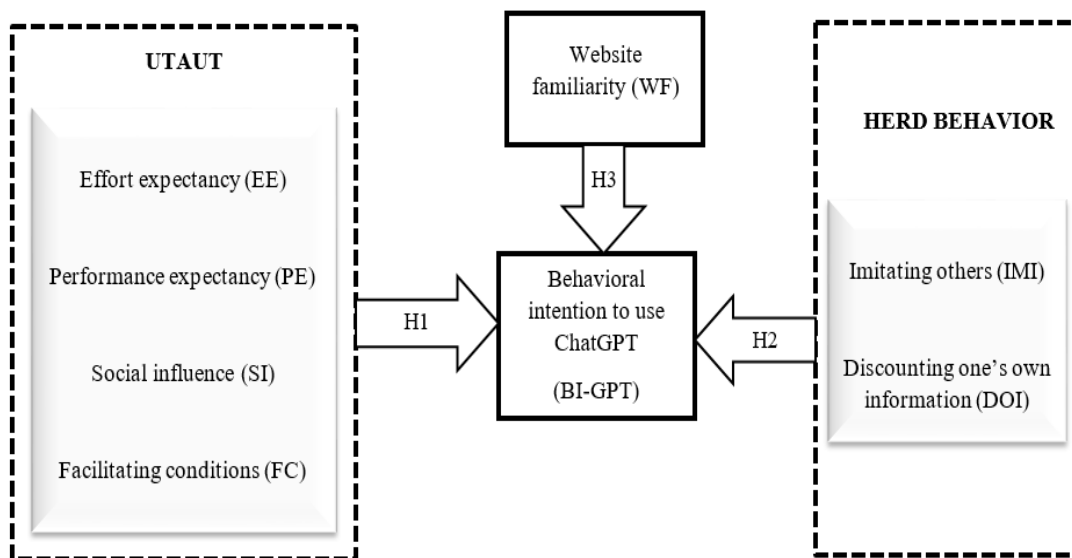 UTAUT
Effort expectancy (EE)
Performance expectancy (PE)
Social influence (SI)
Facilitating conditions (FC)
H1
Website
familiarity (WF)
H3
Behavioral
intention to use
ChatGPT
(BI-GPT)
H2
HERD BEHAVIOR
Imitating others (IMI)
Discounting one’s own
information (DOI)